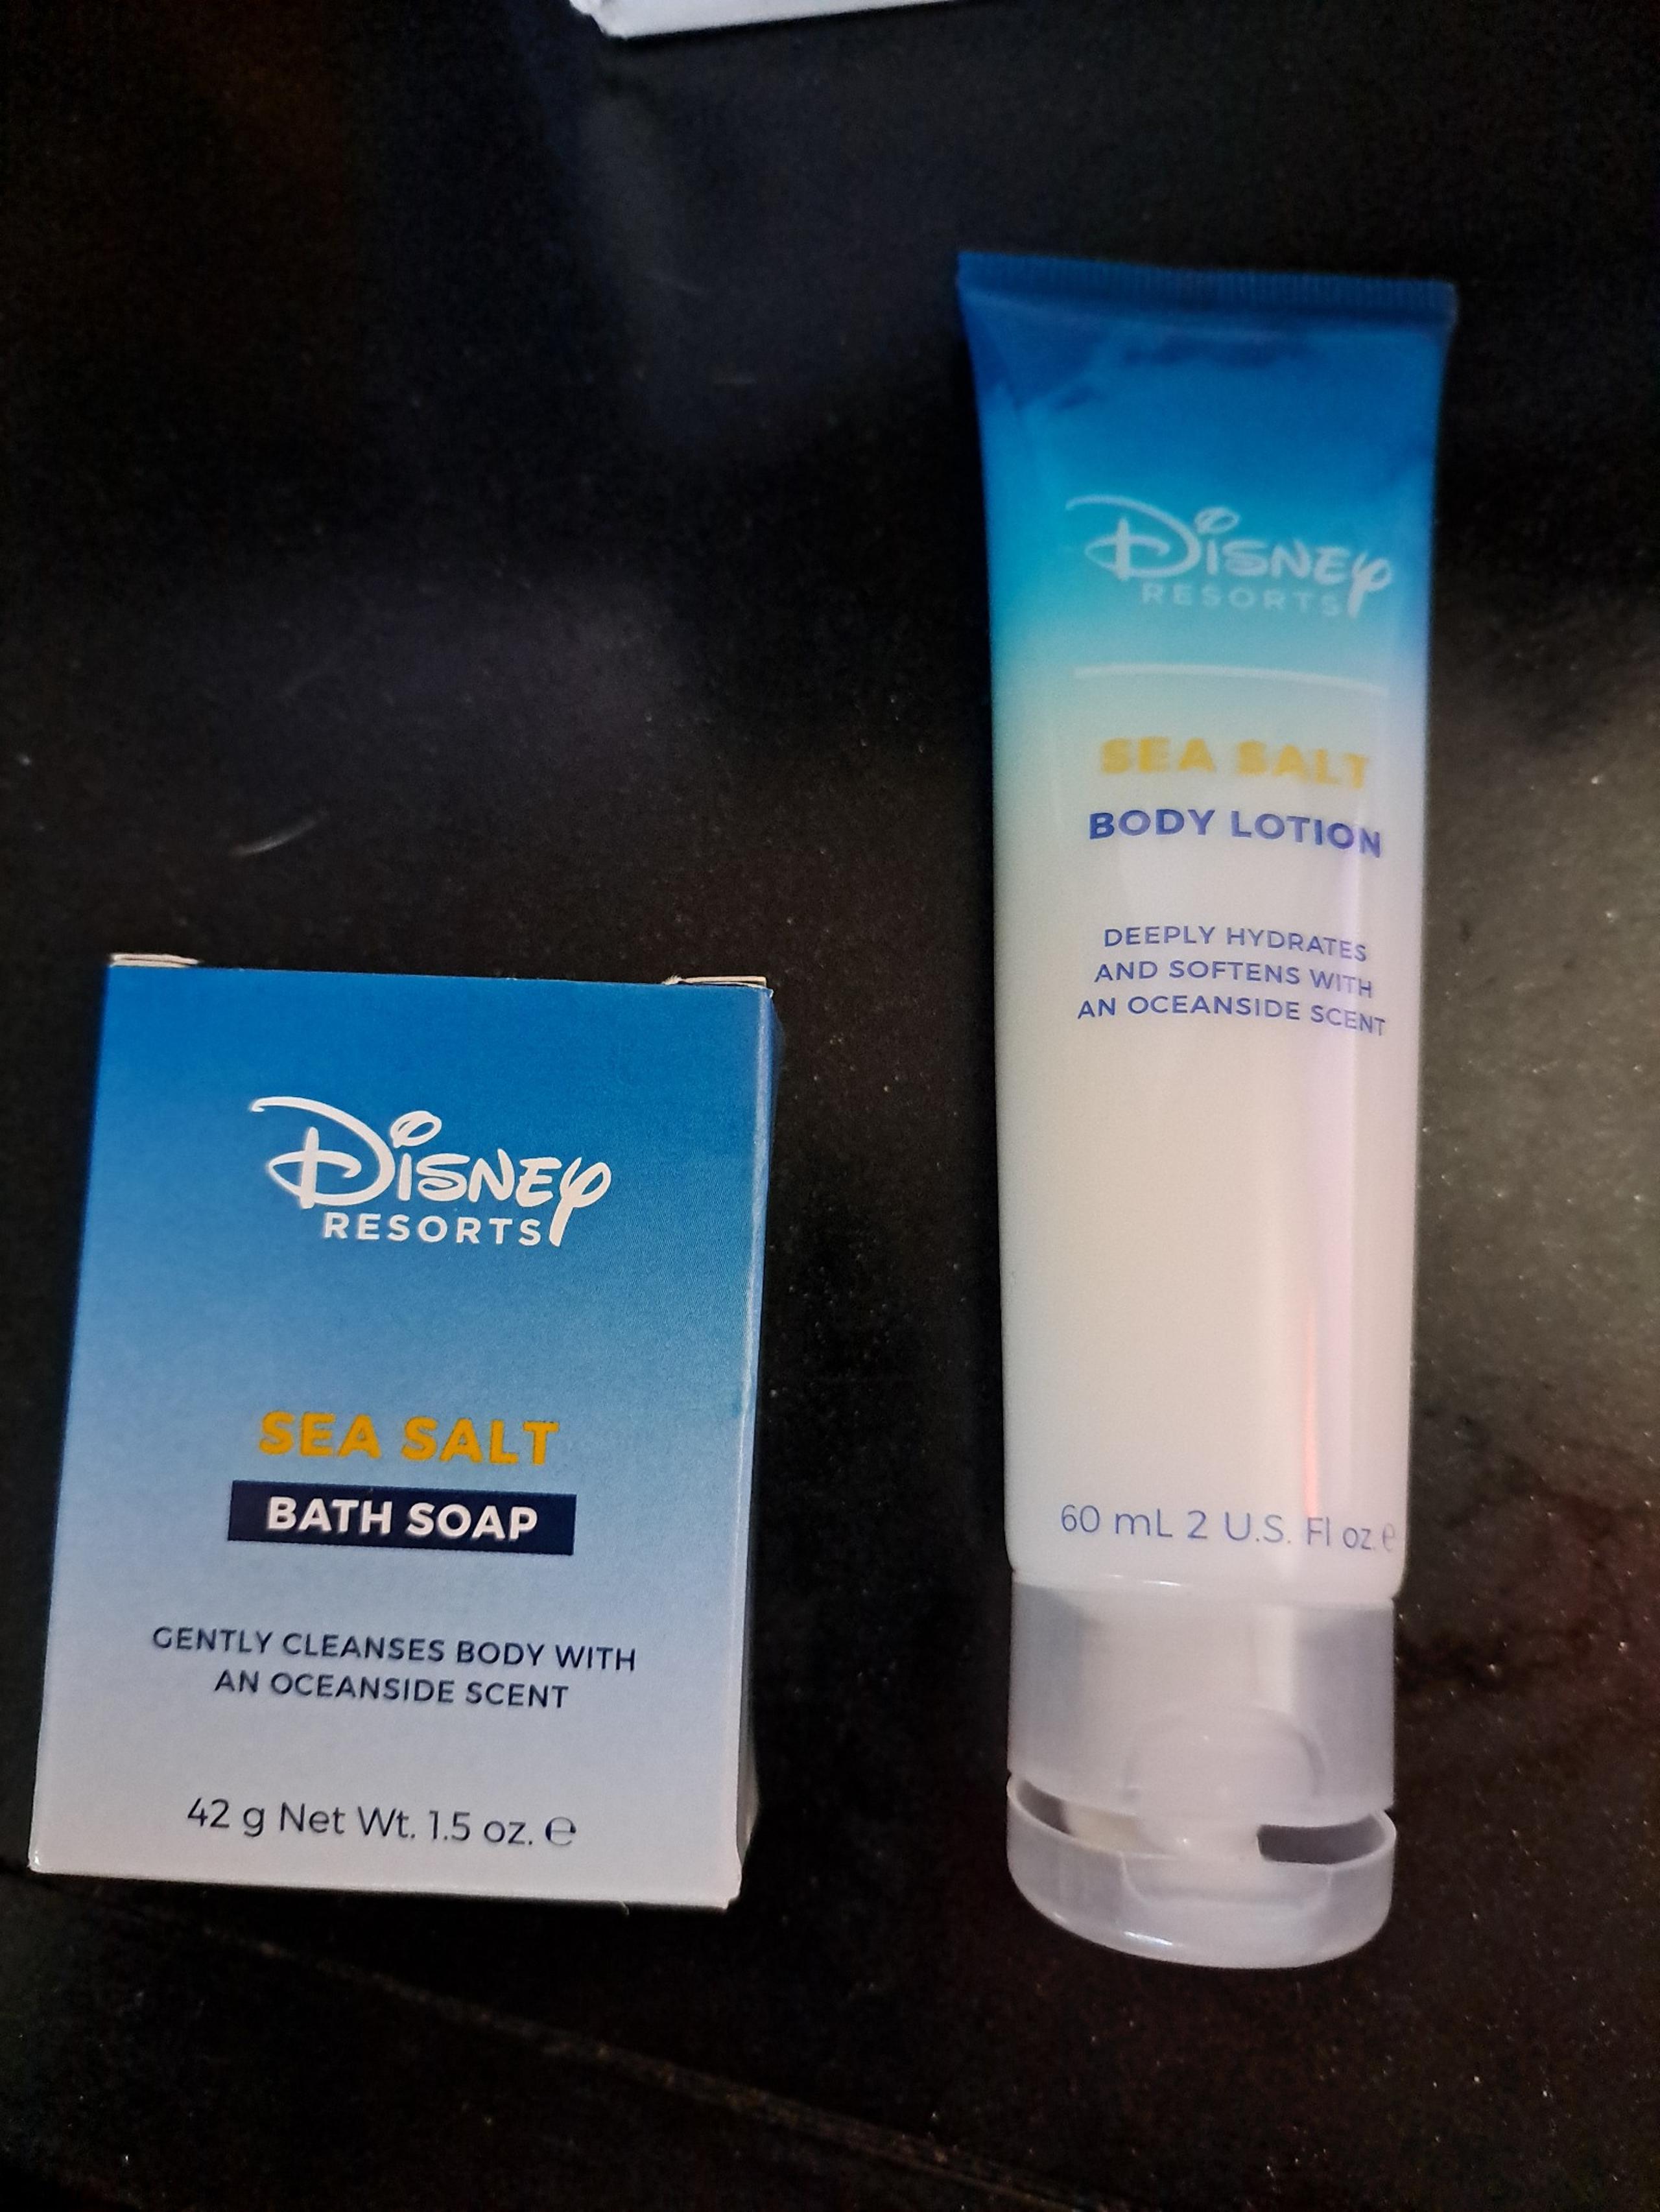 Disney
RESORTS
SEA SALT
BATH SOAP
GENTLY CLEANSES BODY WITH
AN OCEANSIDE SCENT
42 g Net Wt. 1.5 oz. ℮
Disney
RESORTS
SEA SALT
BODY LOTION
DEEPLY HYDRATES
AND SOFTENS WITH
AN OCEANSIDE SCENT
60 mL 2 U.S. Fl oz. ℮